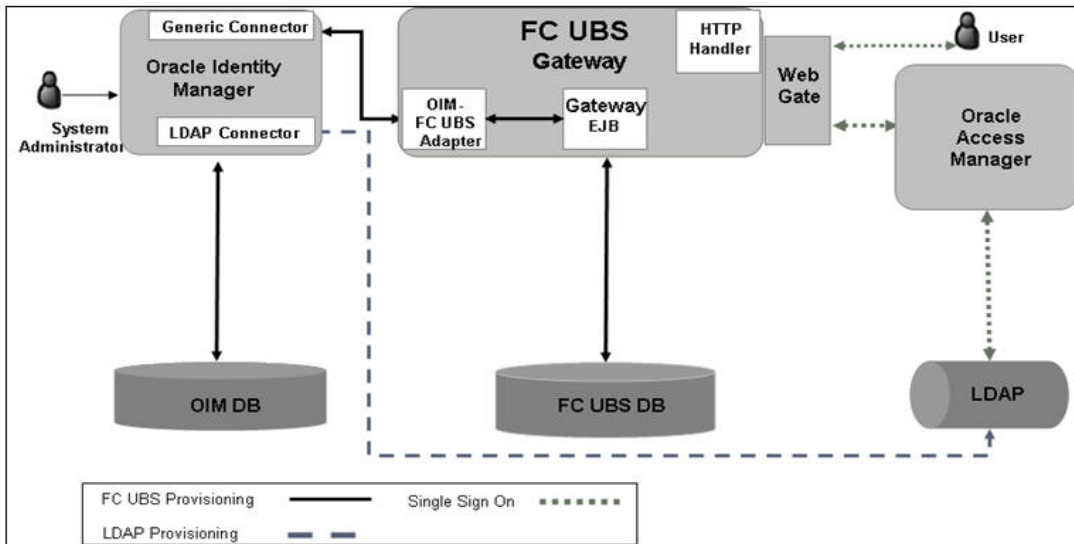 Generic Connector
Oracle Identity
Manager
LDAP Connector
System
Administrator
FC UBS
Gateway
HTTP
Handler
OIM-
FC UBS
Adapter
Gateway
EJB
Web
Gate
User
Oracle
Access
Manager
OIM DB
FC UBS DB
LDAP
FC UBS Provisioning
Single Sign On
LDAP Provisioning